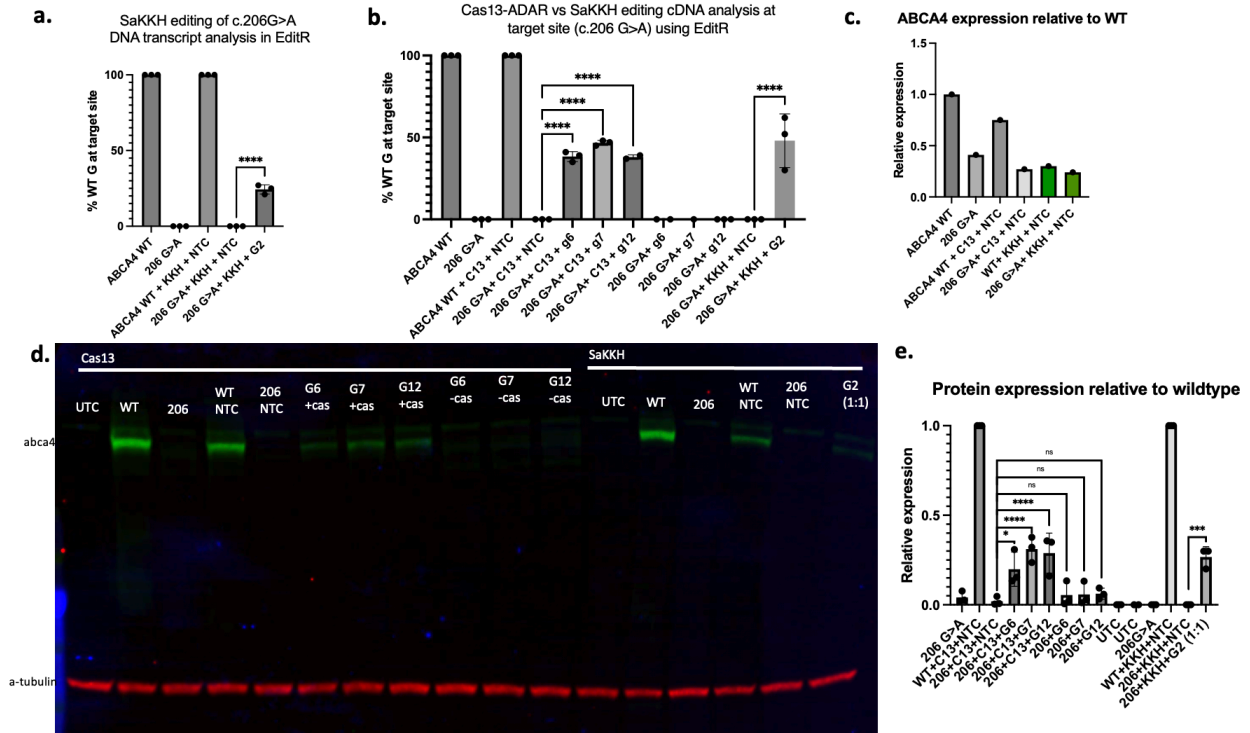 a.
SaKKH editing of c.206G>A
DNA transcript analysis in EditR
% WT G at target site
100
50
0
****
ABCA4 WT
206 G>A
ABCA4 WT + KKH + NTC
206 G>A+ KKH + NTC
206 G>A+ KKH + G2
b.
Cas13-ADAR vs SaKKH editing cDNA analysis at
target site (c.206 G>A) using EditR
% WT G at target site
100
50
0
****
****
****
****
ABCA4 WT
206 G>A
ABCA4 WT + C13 + NTC
206 G>A+ C13 + NTC
206 G>A+ C13 + g6
206 G>A+ C13 + g7
206 G>A+ C13 + g12
206 G>A + g6
206 G>A + g7
206 G>A + g12
206 G>A+ KKH + NTC
206 G>A+ KKH + G2
c.
ABCA4 expression relative to WT
Relative expression
1.5
1.0
0.5
0.0
ABCA4 WT
206 G>A
ABCA4 WT + C13 + NTC
206 G>A + C13 + NTC
WT+ KKH + NTC
206 G>A+ KKH + NTC
d.
Cas13
SaKKH
UTC
WT
206
WT
NTC
206
NTC
G6
+cas
G7
+cas
G12
+cas
G6
-cas
G7
-cas
G12
-cas
UTC
WT
206
WT
NTC
206
NTC
G2
(1:1)
abca4
a-tubulin
e.
Protein expression relative to wildtype
Relative expression
1.0
0.5
0.0
ns
ns
ns
****
****
*
***
206 G>A
WT+C13+NTC
206+C13+NTC
206+C13+G6
206+C13+G7
206+C13+G12
206+G6
206+G7
206+G12
UTC
UTC
206G>A
WT+KKH+NTC
206+KKH+NTC
206+KKH+G2 (1:1)